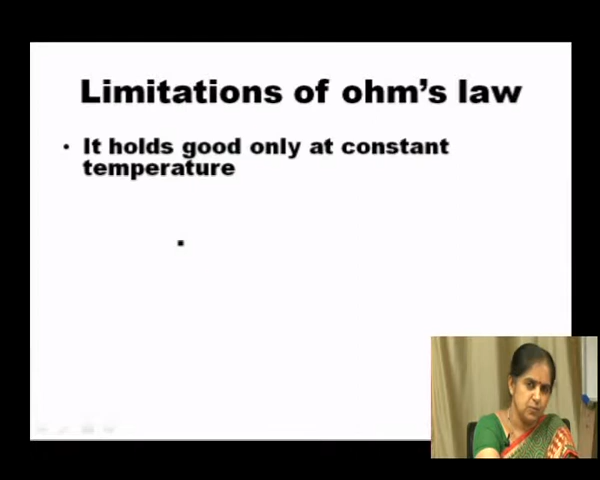 Limitations of ohm's law
• It holds good only at constant
temperature